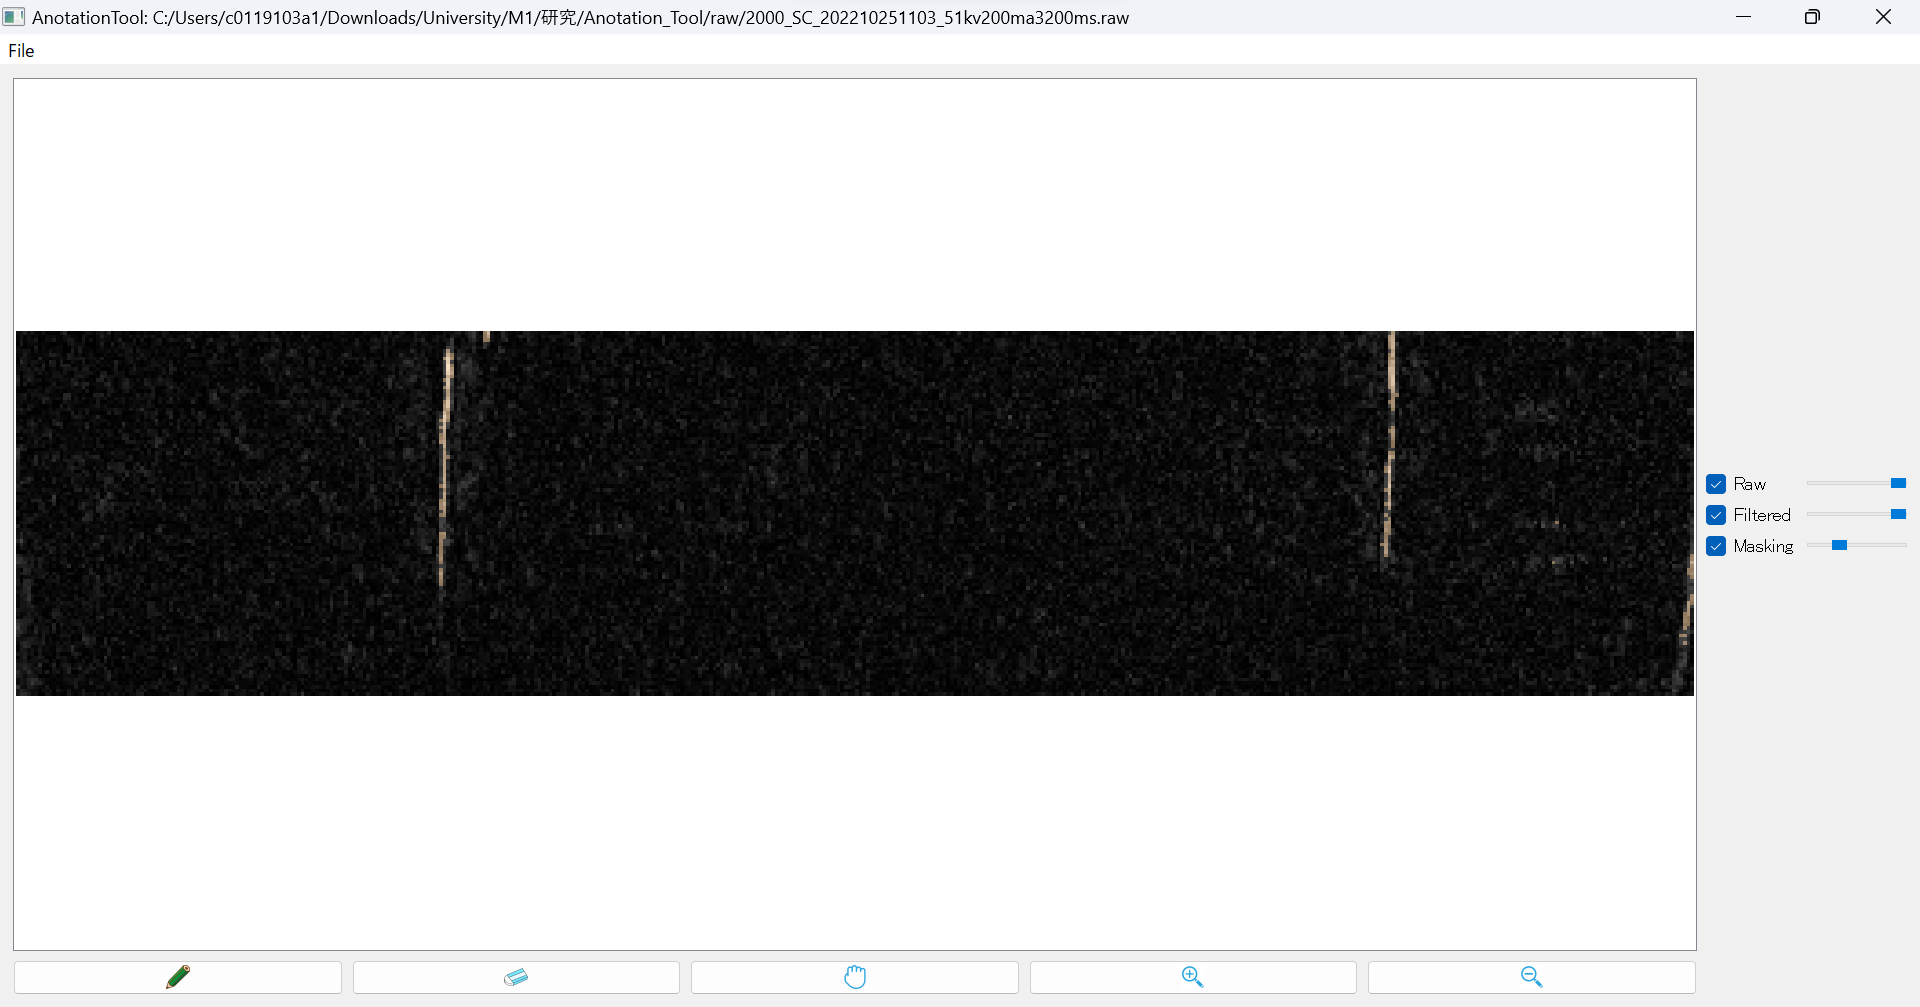 AnotationTool: C:/Users/c0119103a1/Downloads/University/M1/研究/Anotation_Tool/raw/2000_SC_202210251103_51kv200ma3200ms.raw
File
Raw
Filtered
Masking